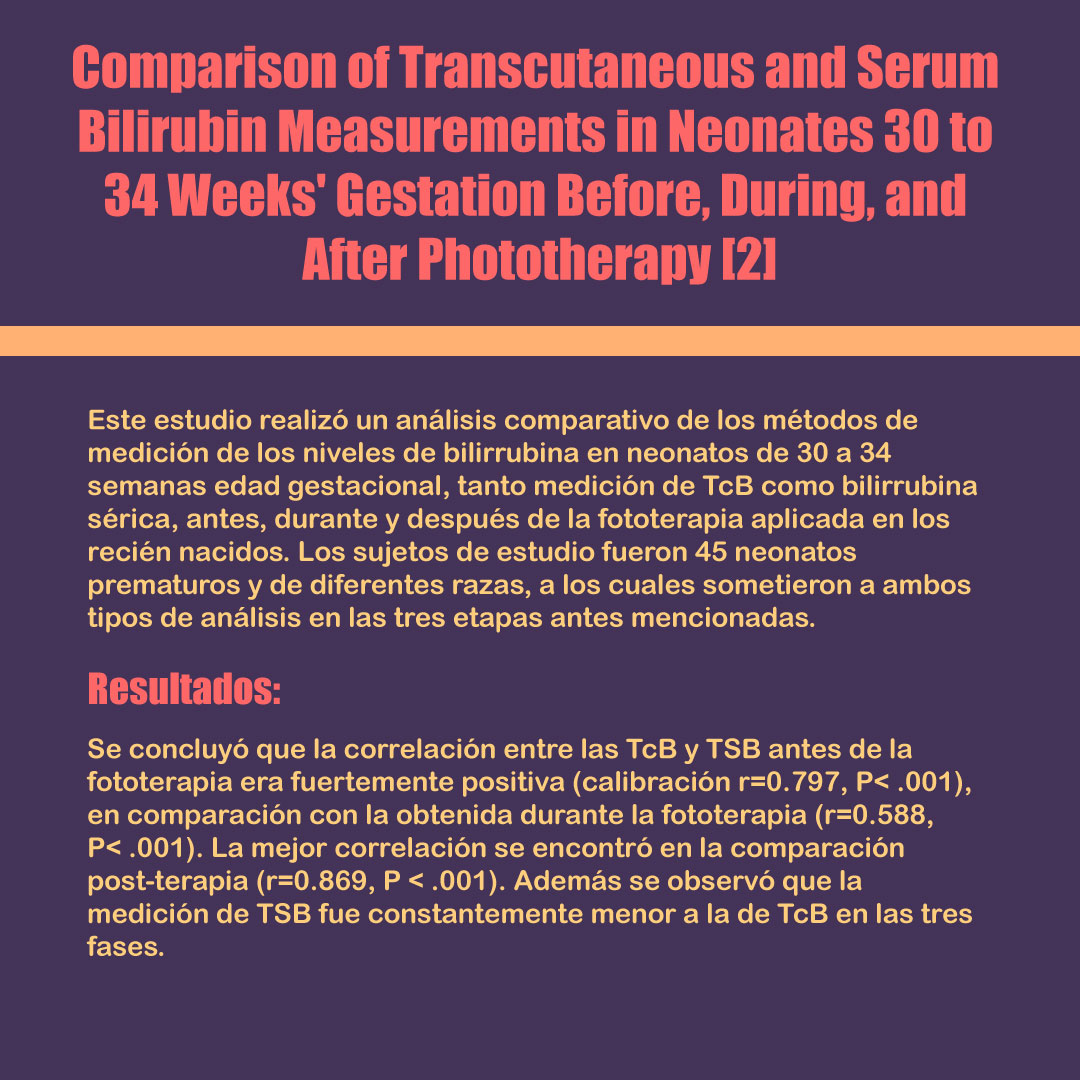 Comparison of Transcutaneous and Serum
Bilirubin Measurements in Neonates 30 to
34 Weeks' Gestation Before, During, and
After Phototherapy [2]
Este estudio realizó un análisis comparativo de los métodos de
medición de los niveles de bilirrubina en neonatos de 30 a 34
semanas edad gestacional, tanto medición de TcB como bilirrubina
sérica, antes, durante y después de la fototerapia aplicada en los
recién nacidos. Los sujetos de estudio fueron 45 neonatos
prematuros y de diferentes razas, a los cuales sometieron a ambos
tipos de análisis en las tres etapas antes mencionadas.
Resultados:
Se concluyó que la correlación entre las TcB y TSB antes de la
fototerapia era fuertemente positiva (calibración r=0.797, P< .001),
en comparación con la obtenida durante la fototerapia (r=0.588,
P< .001). La mejor correlación se encontró en la comparación
post-terapia (r=0.869, P < .001). Además se observó que la
medición de TSB fue constantemente menor a la de TcB en las tres
fases.